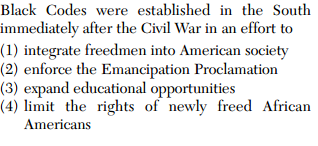 Black Codes were established in the South
immediately after the Civil War in an effort to
(1) integrate freedmen into American society
(2) enforce the Emancipation Proclamation
(3) expand educational opportunities
(4) limit the rights of newly freed African
Americans